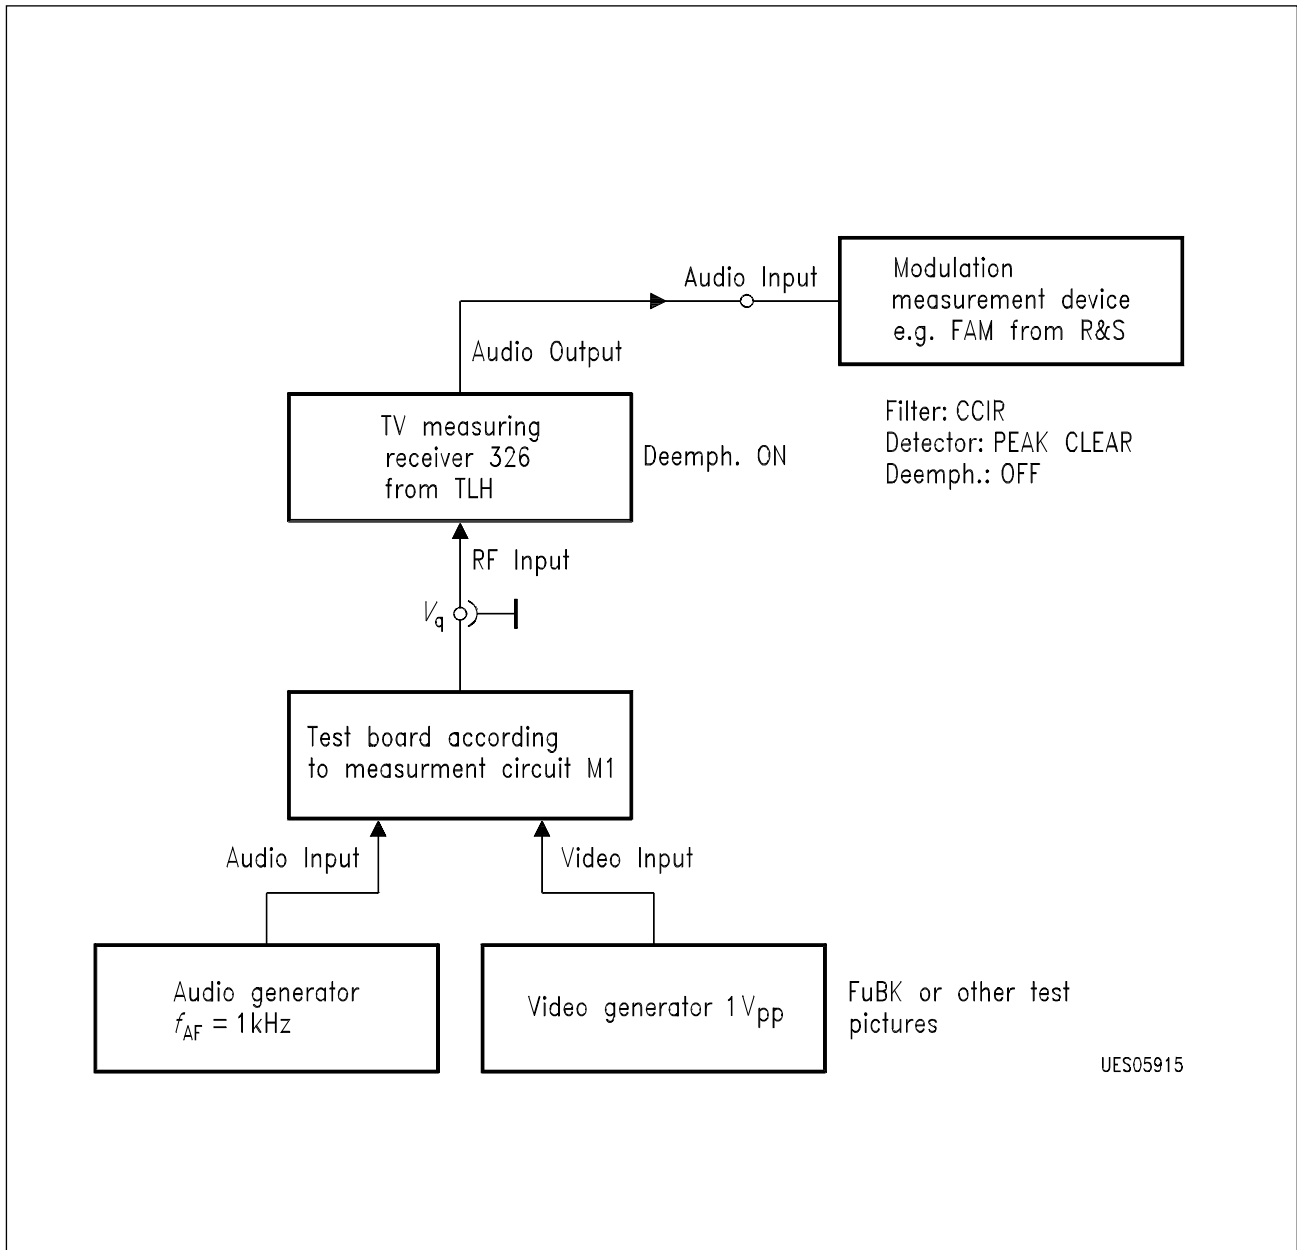 Audio Input
Modulation
measurement device
e.g. FAM from R&S
Audio Output
Filter: CCIR
Detector: PEAK CLEAR
Deemph.: OFF
TV measuring
receiver 326
from TLH
Deemph. ON
RF Input
Vq
Test board according
to measurment circuit M1
Audio Input
Video Input
Audio generator
fAF = 1kHz
Video generator 1Vpp
FuBK or other test
pictures
UES05915